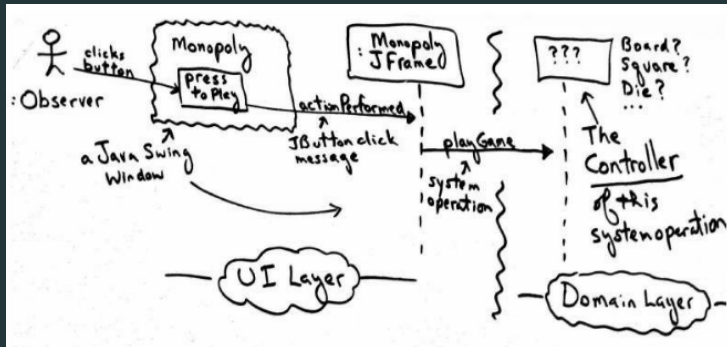 clicks
button
: Observer
Monopoly
press
to Play
a Java Swing
Window
actionPerformed
JButton click
message
: Monopoly
JFrame
playGame
system
operation
UI Layer
???
Board?
Square?
Die?
...
The
Controller
of this
system operation
Domain Layer